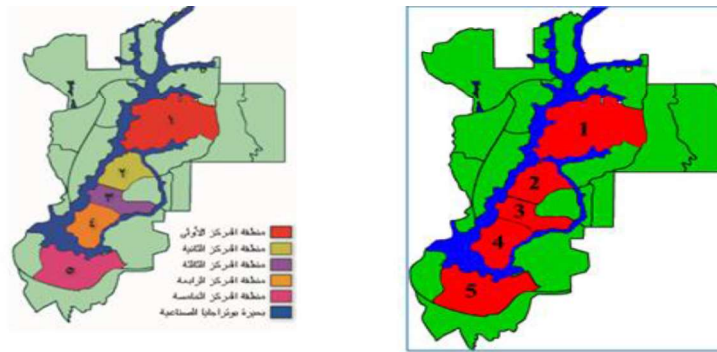 ١
٢
٣
٤
٥
منطقة المركز الأولى
منطقة المركز الثانية
منطقة المركز الثالثة
منطقة المركز الرابعة
منطقة المركز الخامسة
بحيرة بوتراجايا الصناعية
1
2
3
4
5